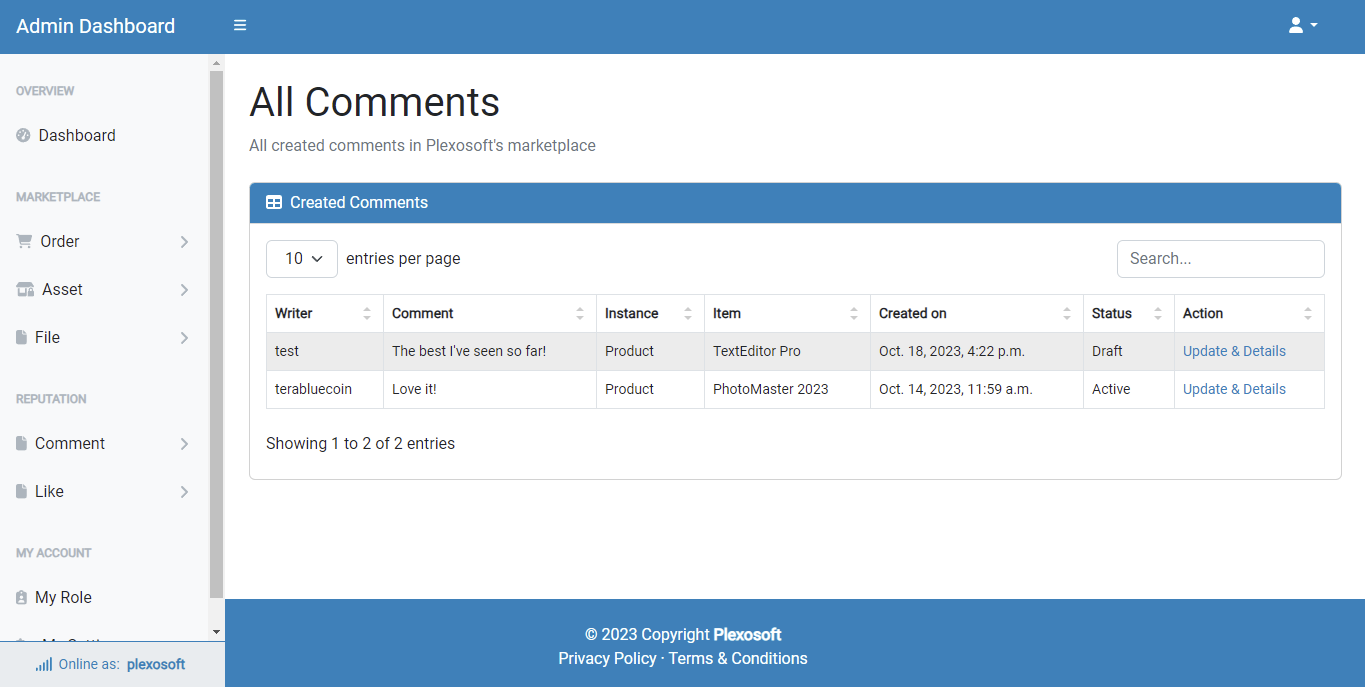 Admin Dashboard
OVERVIEW
Dashboard
MARKETPLACE
Order
Asset
File
REPUTATION
Comment
Like
MY ACCOUNT
My Role
Online as: plexosoft
All Comments
All created comments in Plexosoft's marketplace
Created Comments
10 entries per page
Search...
Writer Comment Instance Item Created on Status Action
test The best I've seen so far! Product TextEditor Pro Oct. 18, 2023, 4:22 p.m. Draft Update & Details
terabluecoin Love it! Product PhotoMaster 2023 Oct. 14, 2023, 11:59 a.m. Active Update & Details
Showing 1 to 2 of 2 entries
© 2023 Copyright Plexosoft
Privacy Policy · Terms & Conditions